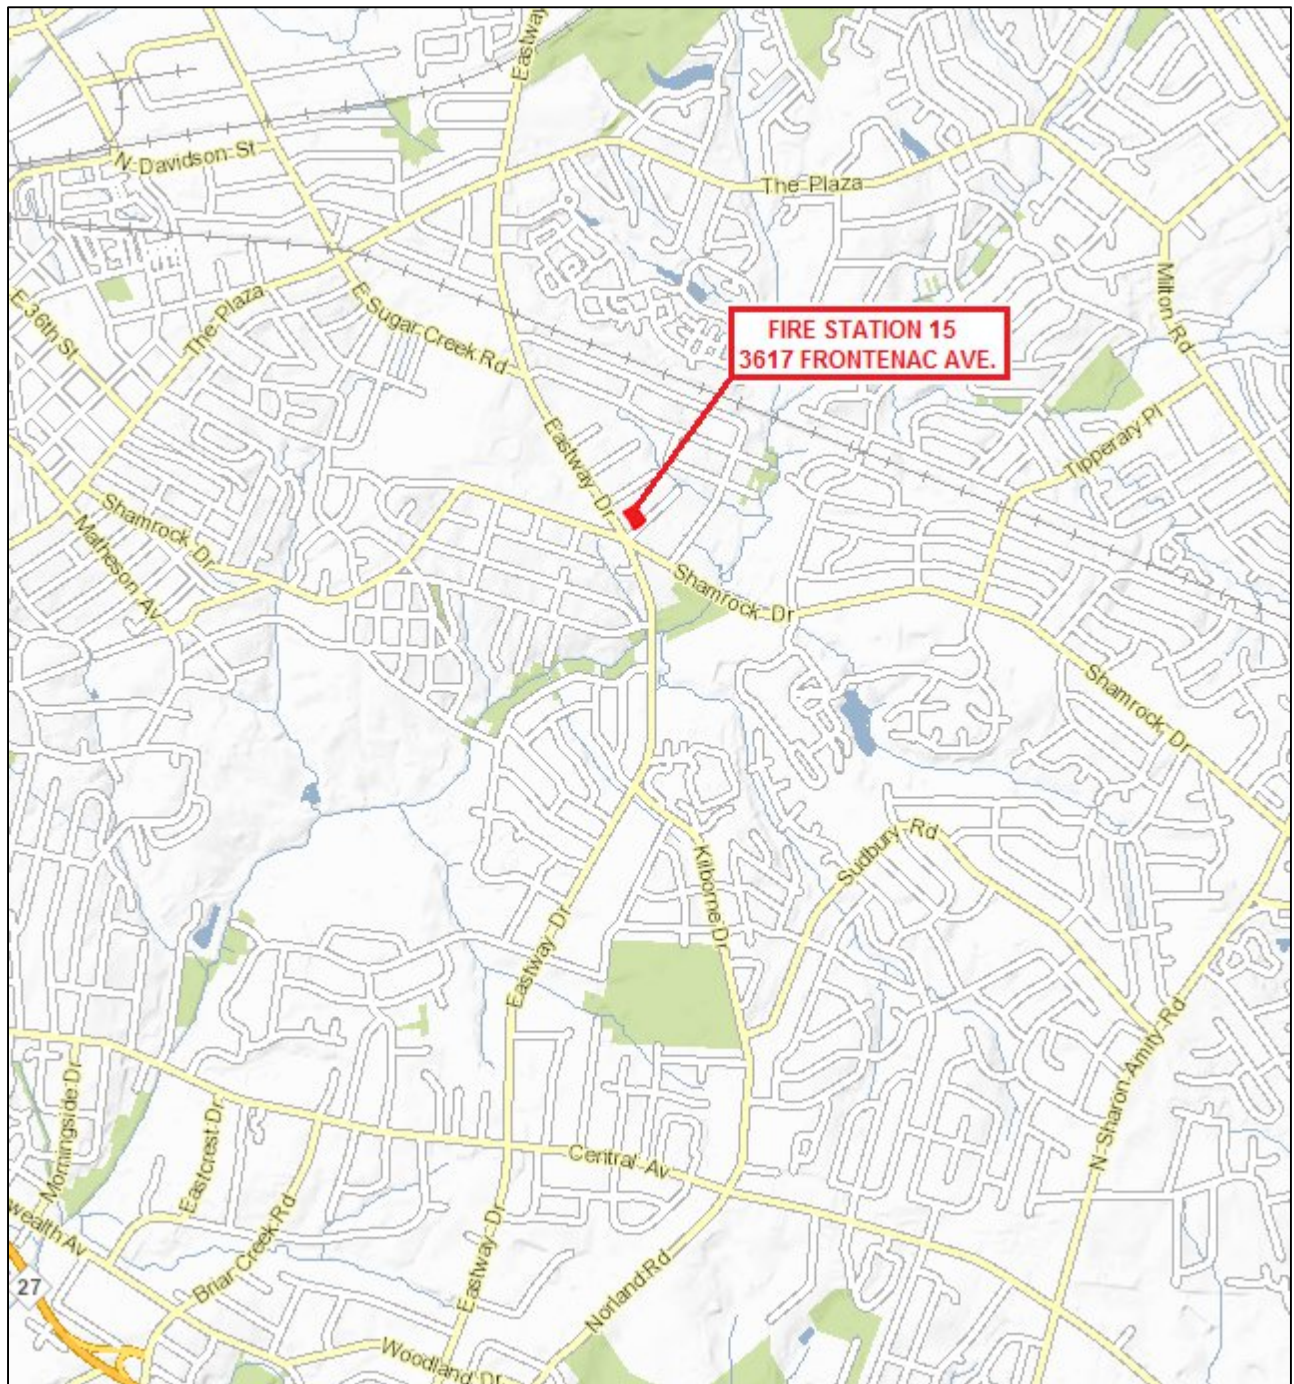 Eastway
N Davidson St
The Plaza
E 36th St
The Plaza
E Sugar Creek Rd
Milton Rd
FIRE STATION 15
3617 FRONTENAC AVE.
Eastway Dr
Tipperary Pl
Shamrock Dr
Matheson Av
Shamrock Dr
Shamrock Dr
Sudbury Rd
Kilborne Dr
Eastway Dr
N Sharon Amity Rd
Morningside Dr
Eastcrest Dr
Central Av
wealth Av
Briar Creek Rd
Eastway Dr
Norland Rd
27
Woodland Dr